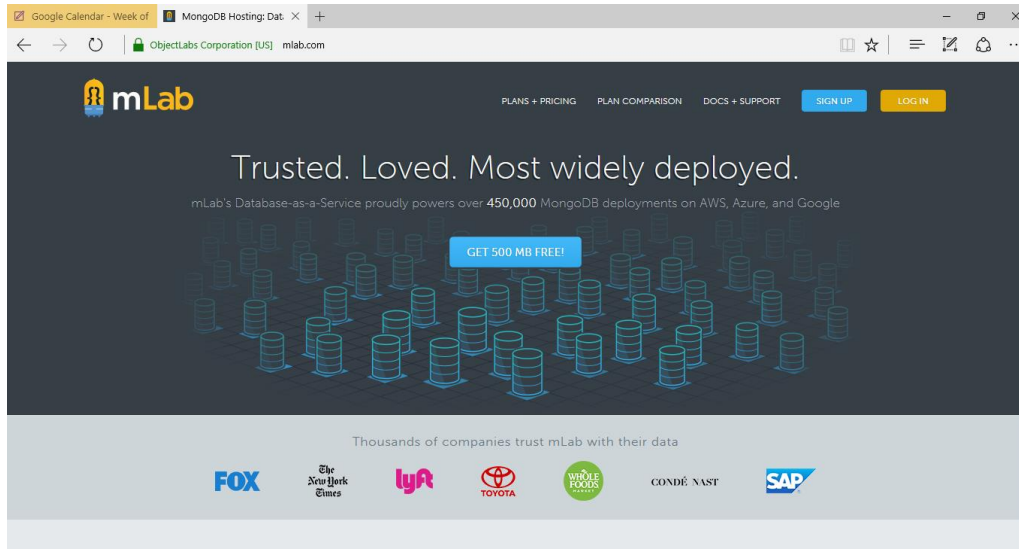 Google Calendar - Week of
MongoDB Hosting: Dat
ObjectLabs Corporation [US] mlab.com
mLab
PLANS + PRICING PLAN COMPARISON DOCS + SUPPORT SIGN UP LOG IN
Trusted. Loved. Most widely deployed.
mLab's Database-as-a-Service proudly powers over 450,000 MongoDB deployments on AWS, Azure, and Google
GET 500 MB FREE!
Thousands of companies trust mLab with their data
FOX
The
New York
Times
lyft
TOYOTA
WHOLE
FOODS
MARKET
CONDÉ NAST
SAP